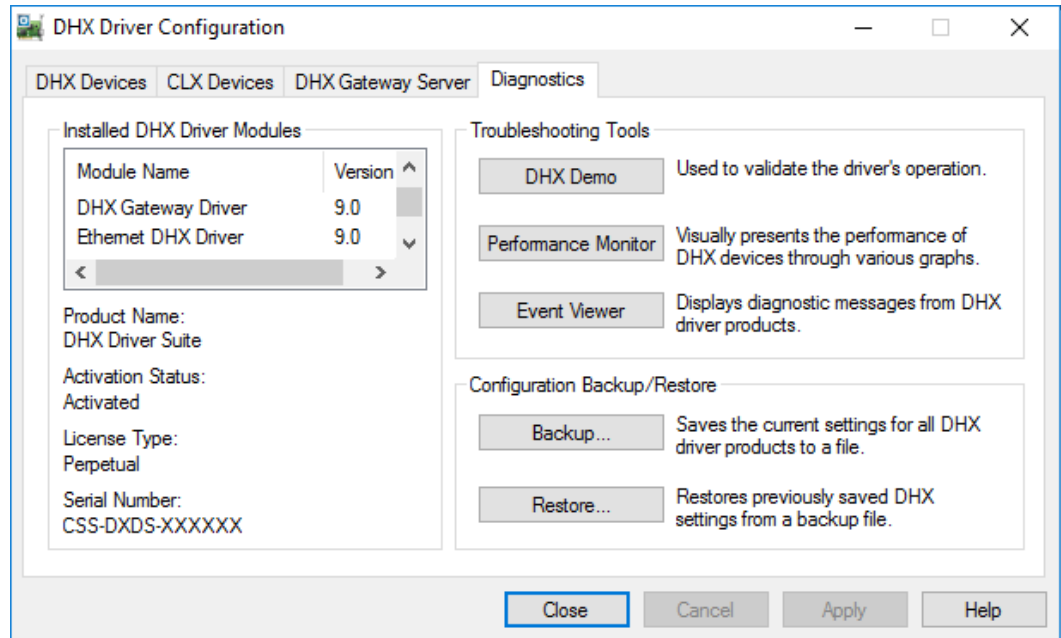 DHX Driver Configuration
DHX Devices CLX Devices DHX Gateway Server Diagnostics
Installed DHX Driver Modules
Module Name Version
DHX Gateway Driver 9.0
Ethernet DHX Driver 9.0
Product Name:
DHX Driver Suite
Activation Status:
Activated
License Type:
Perpetual
Serial Number:
CSS-DXDS-XXXXXX
Troubleshooting Tools
DHX Demo
Used to validate the driver's operation.
Performance Monitor
Visually presents the performance of
DHX devices through various graphs.
Event Viewer
Displays diagnostic messages from DHX
driver products.
Configuration Backup/Restore
Backup...
Saves the current settings for all DHX
driver products to a file.
Restore...
Restores previously saved DHX
settings from a backup file.
Close Cancel Apply Help